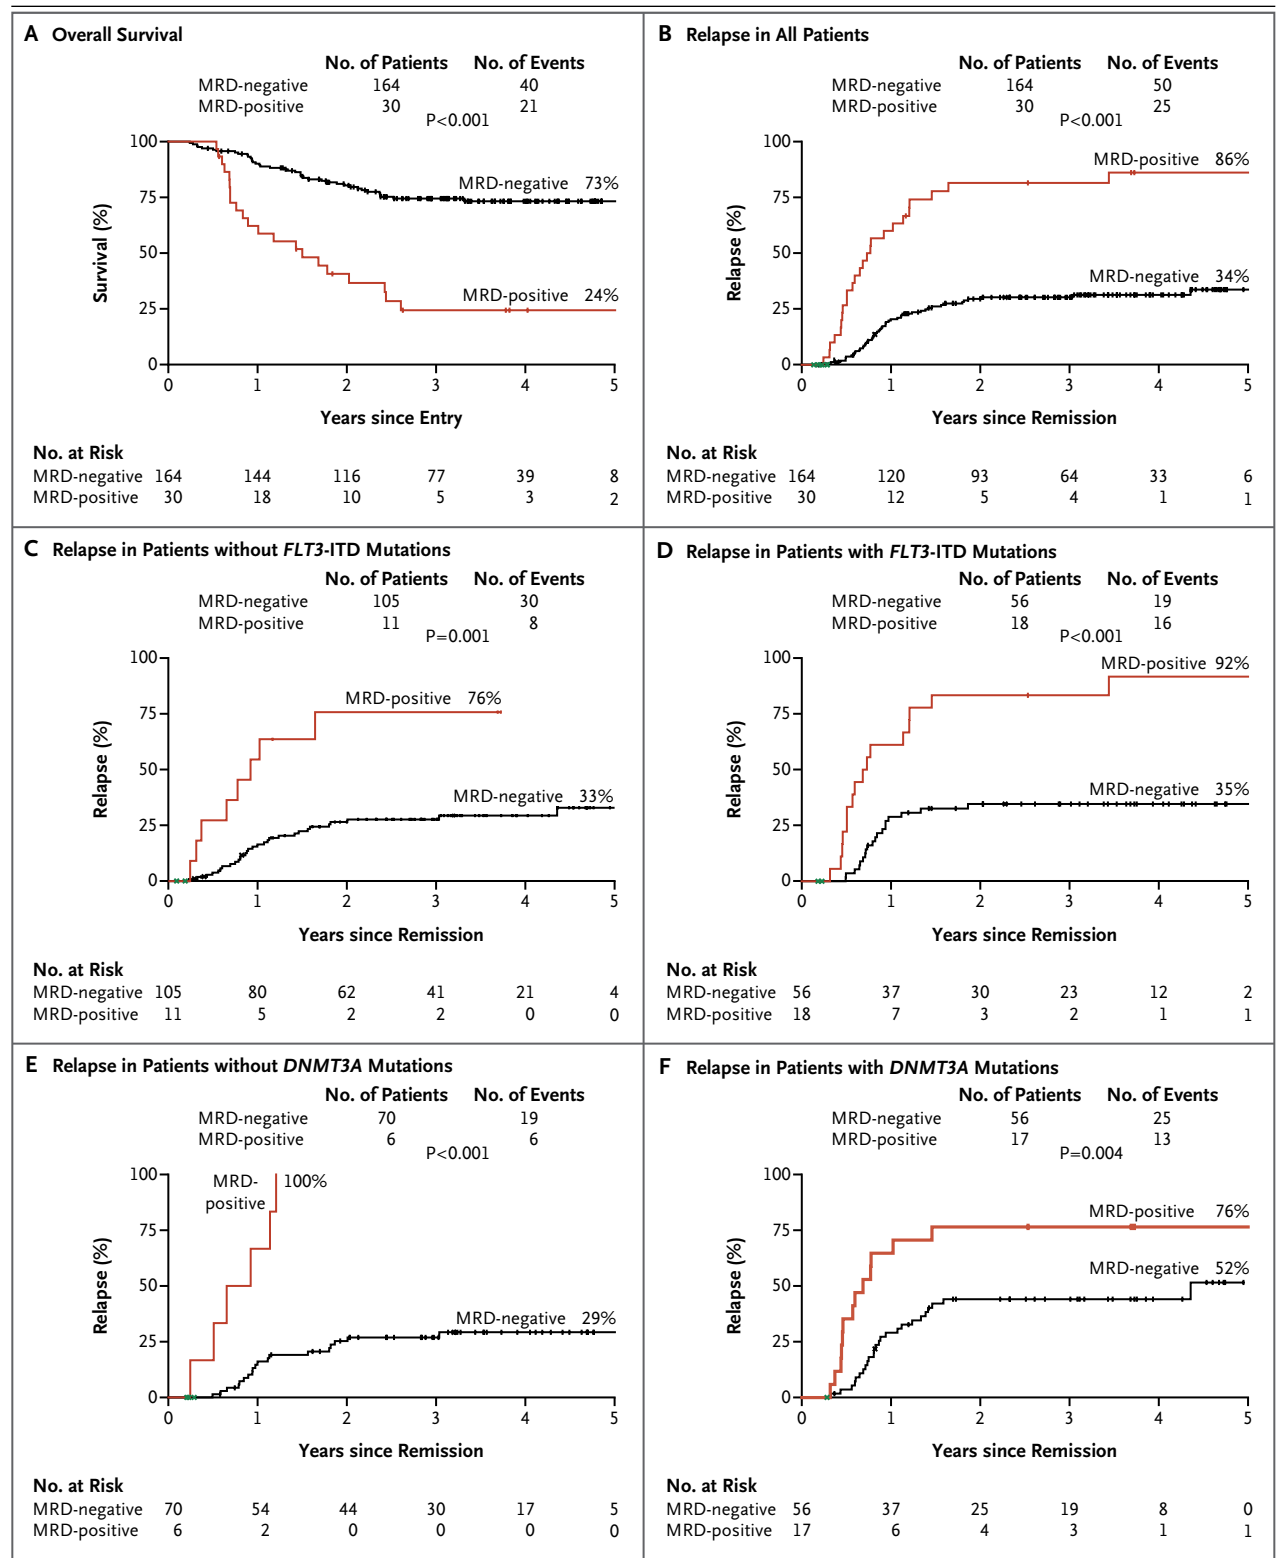 A Overall Survival
No. of Patients No. of Events
MRD-negative 164 40
MRD-positive 30 21
P<0.001
100
75
50
25
0
Survival (%)
MRD-negative 73%
MRD-positive 24%
0 1 2 3 4 5
Years since Entry
No. at Risk
MRD-negative 164 144 116 77 39 8
MRD-positive 30 18 10 5 3 2
B Relapse in All Patients
No. of Patients No. of Events
MRD-negative 164 50
MRD-positive 30 25
P<0.001
100
75
50
25
0
Relapse (%)
MRD-positive 86%
MRD-negative 34%
0 1 2 3 4 5
Years since Remission
No. at Risk
MRD-negative 164 120 93 64 33 6
MRD-positive 30 12 5 4 1 1
C Relapse in Patients without FLT3-ITD Mutations
No. of Patients No. of Events
MRD-negative 105 30
MRD-positive 11 8
P=0.001
100
75
50
25
0
Relapse (%)
MRD-positive 76%
MRD-negative 33%
0 1 2 3 4 5
Years since Remission
No. at Risk
MRD-negative 105 80 62 41 21 4
MRD-positive 11 5 2 2 0 0
D Relapse in Patients with FLT3-ITD Mutations
No. of Patients No. of Events
MRD-negative 56 19
MRD-positive 18 16
P<0.001
100
75
50
25
0
Relapse (%)
MRD-positive 92%
MRD-negative 35%
0 1 2 3 4 5
Years since Remission
No. at Risk
MRD-negative 56 37 30 23 12 2
MRD-positive 18 7 3 2 1 1
E Relapse in Patients without DNMT3A Mutations
No. of Patients No. of Events
MRD-negative 70 19
MRD-positive 6 6
P<0.001
100
75
50
25
0
Relapse (%)
MRD- 100%
positive
MRD-negative 29%
0 1 2 3 4 5
Years since Remission
No. at Risk
MRD-negative 70 54 44 30 17 5
MRD-positive 6 2 0 0 0 0
F Relapse in Patients with DNMT3A Mutations
No. of Patients No. of Events
MRD-negative 56 25
MRD-positive 17 13
P=0.004
100
75
50
25
0
Relapse (%)
MRD-positive 76%
MRD-negative 52%
0 1 2 3 4 5
Years since Remission
No. at Risk
MRD-negative 56 37 25 19 8 0
MRD-positive 17 6 4 3 1 1